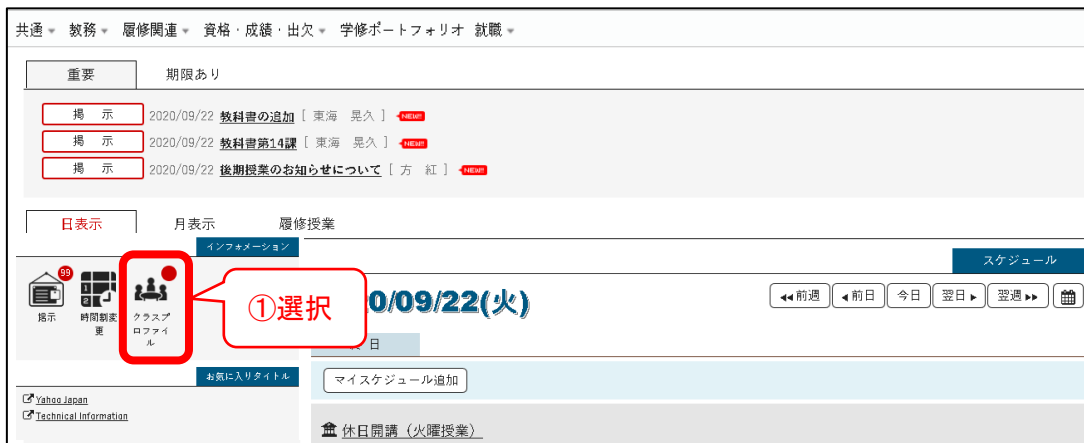 共通 教務 履修関連 資格・成績・出欠 学修ポートフォリオ 就職
重要 期限あり
掲 示 2020/09/22 教科書の追加 [ 東海 晃久 ] NEW!!
掲 示 2020/09/22 教科書第14課 [ 東海 晃久 ] NEW!!
掲 示 2020/09/22 後期授業のお知らせについて [ 方 紅 ] NEW!!
日表示 月表示 履修授業
インフォメーション
スケジュール
99
掲示
時間割変
更
クラスプ
ロファイ
ル
①選択
0/09/22(火)
前週 前日 今日 翌日 翌週
日
お気に入りタイトル
マイスケジュール追加
Yahoo Japan
Technical Information
休日開講（火曜授業）